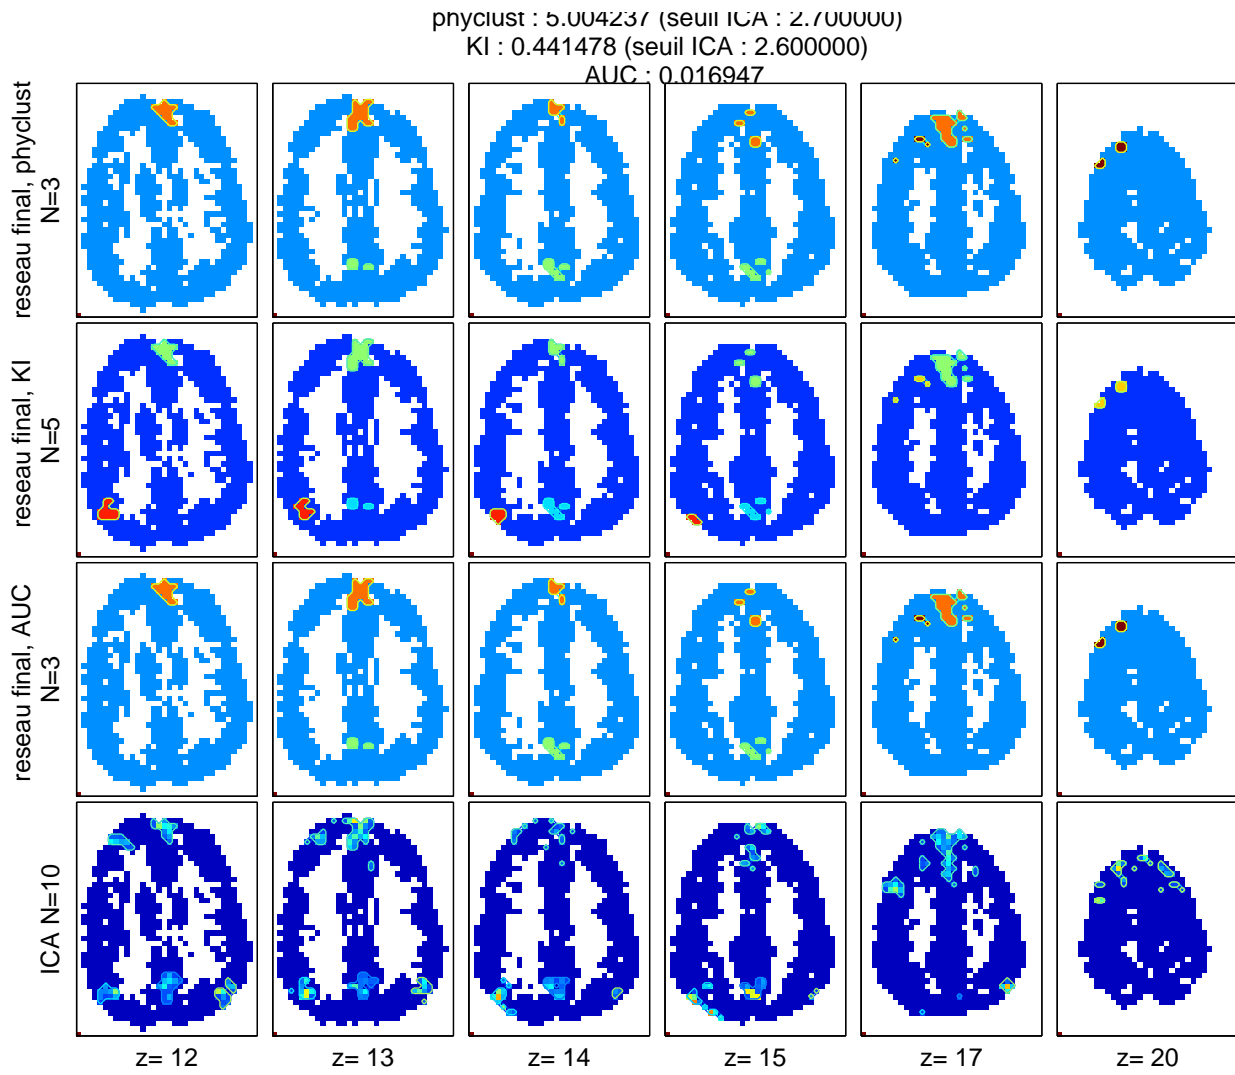 phyclust : 5.004237 (seuil ICA : 2.700000)
KI : 0.441478 (seuil ICA : 2.600000)
AUC : 0.016947
reseau final, phyclust
N=3
reseau final, KI
N=5
reseau final, AUC
N=3
ICA N=10
z= 12
z= 13
z= 14
z= 15
z= 17
z= 20